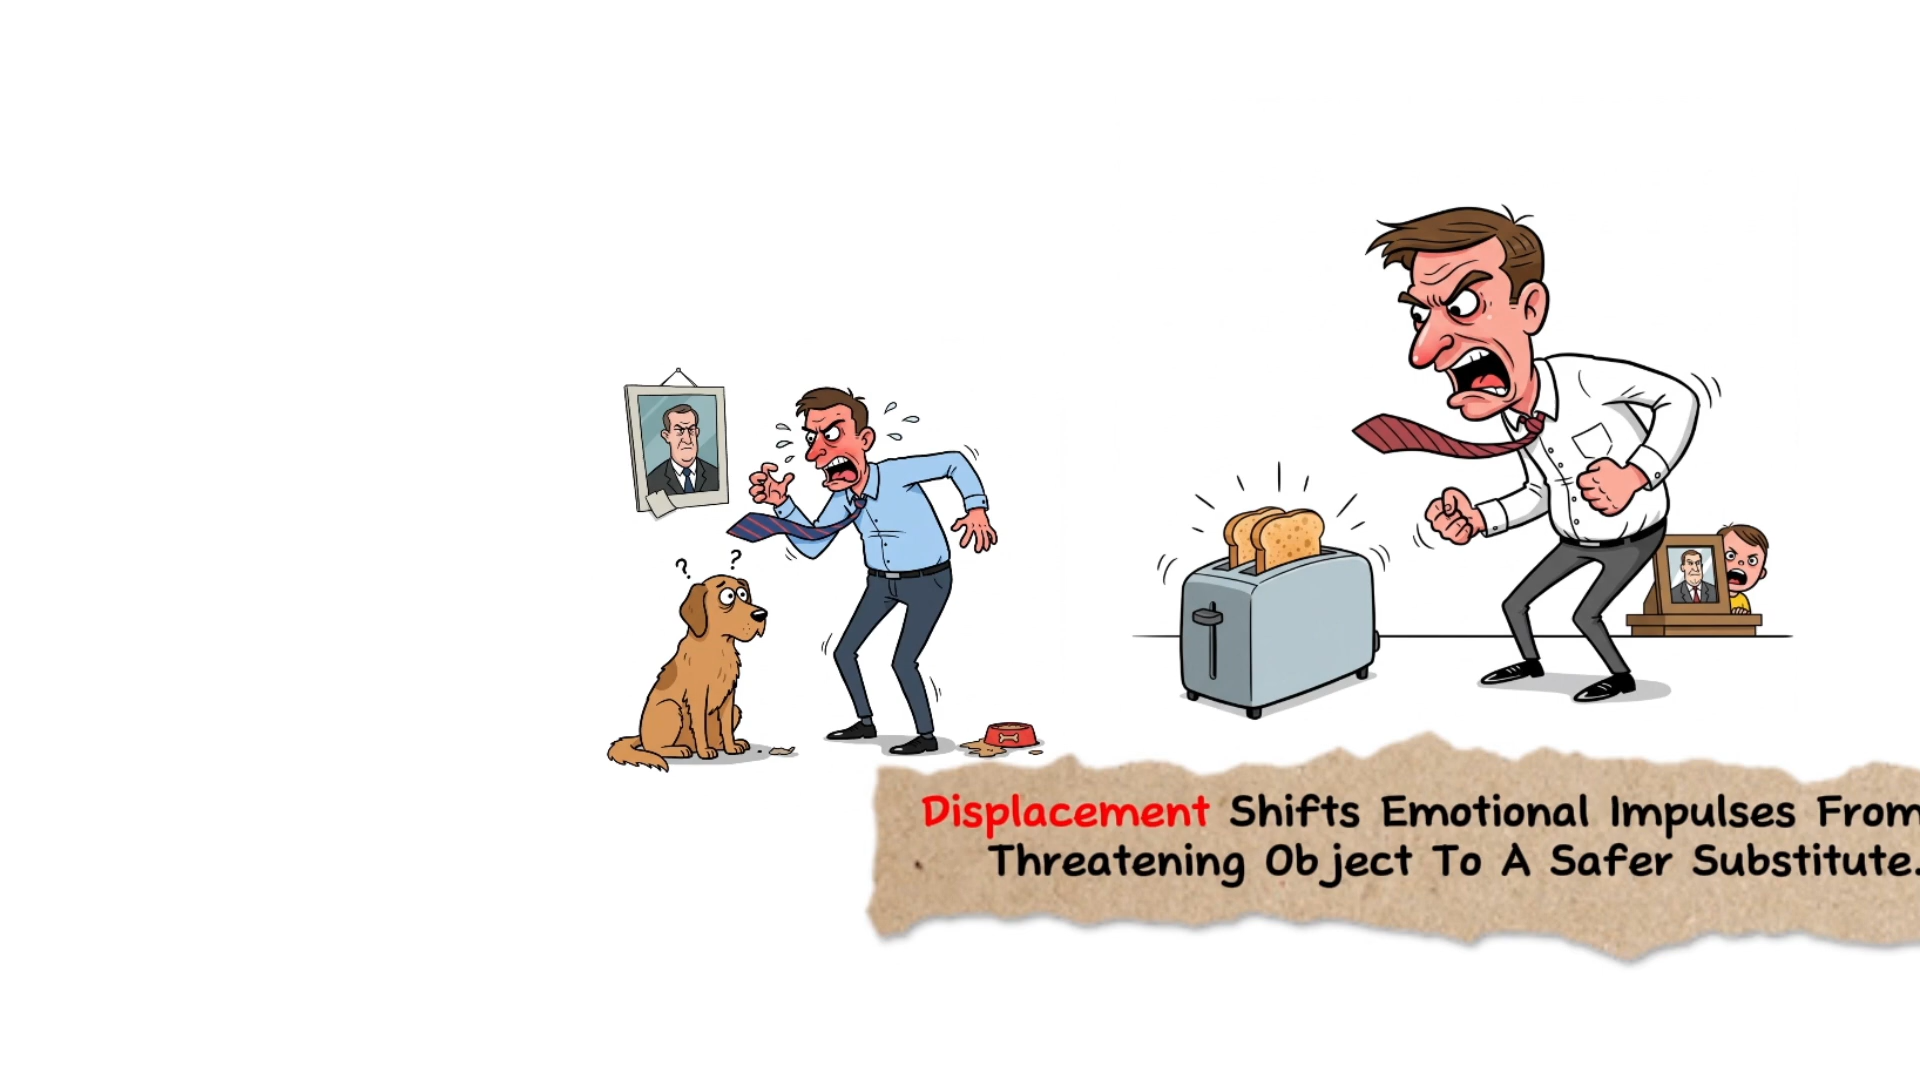 ? ?
Displacement Shifts Emotional Impulses From
Threatening Object To A Safer Substitute.